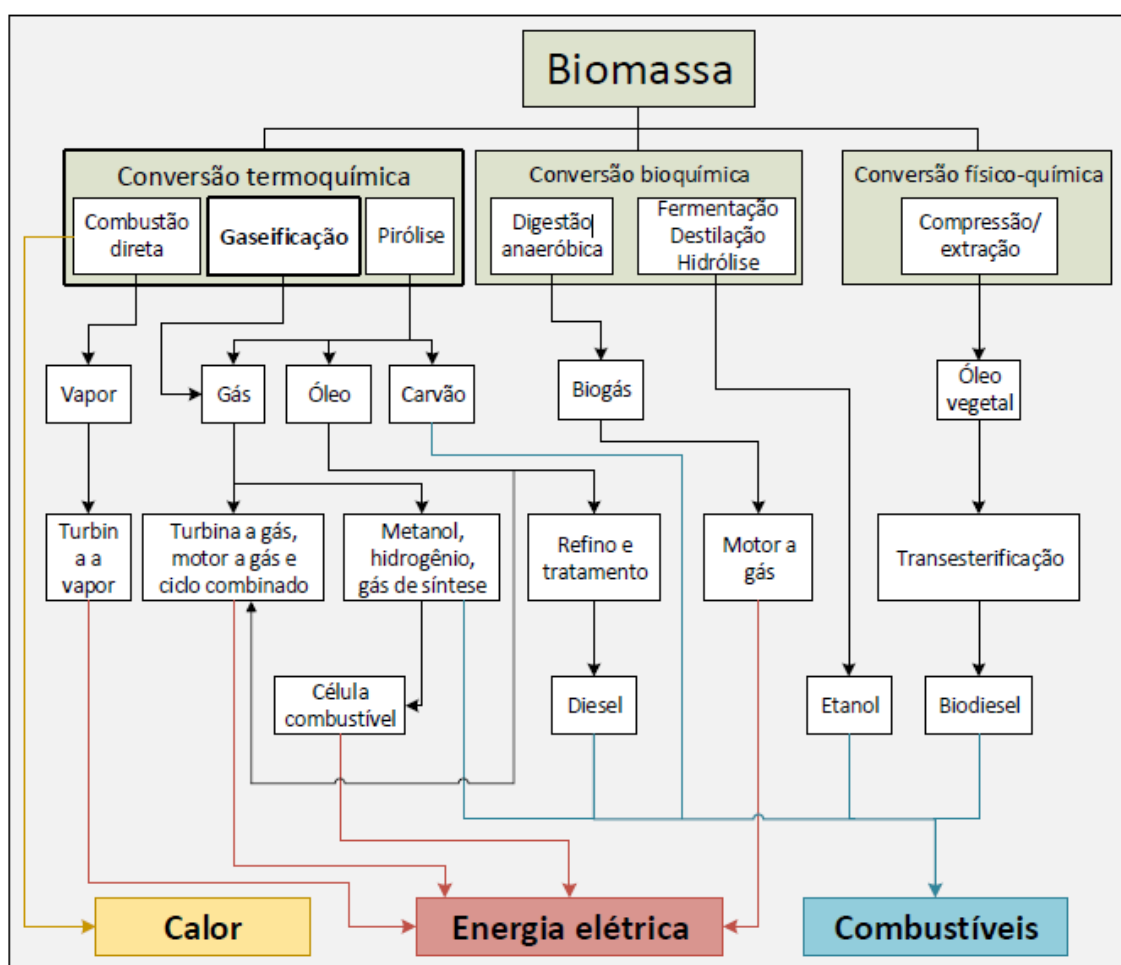 Biomassa
Conversão termoquímica
Combustão
direta
Gaseificação
Pirólise
Conversão bioquímica
Digestão
anaeróbica
Fermentação
Destilação
Hidrólise
Conversão físico-química
Compressão/
extração
Vapor
Gás
Óleo
Carvão
Biogás
Óleo
vegetal
Turbin
a a
vapor
Turbina a gás,
motor a gás e
ciclo combinado
Metanol,
hidrogênio,
gás de síntese
Refino e
tratamento
Motor a
gás
Transesterificação
Célula
combustível
Diesel
Etanol
Biodiesel
Calor
Energia elétrica
Combustíveis